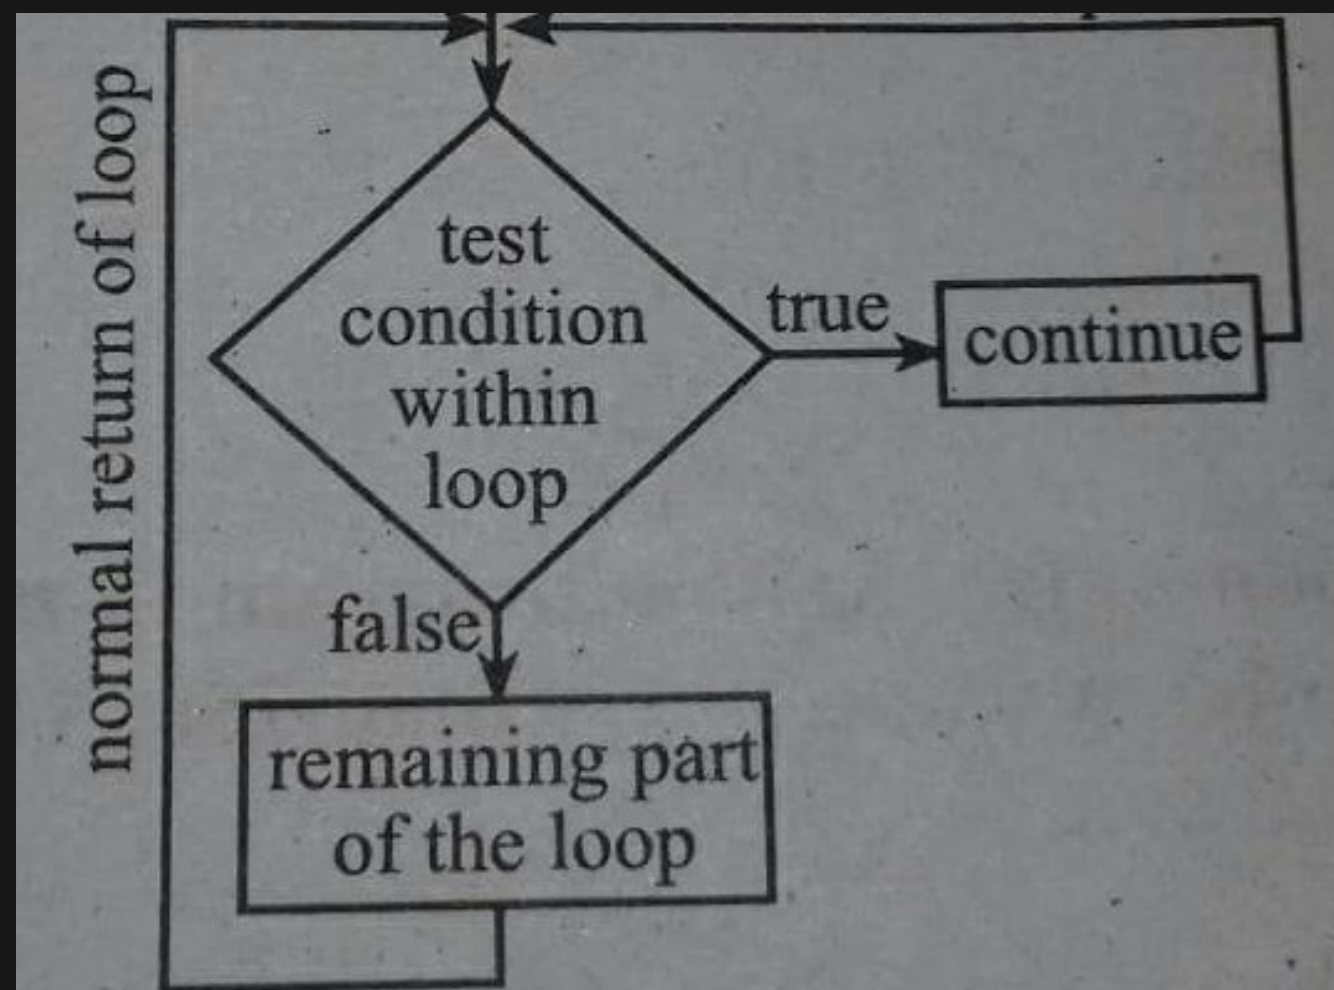 normal return of loop
test
condition
within
loop
true
continue
false
remaining part
of the loop